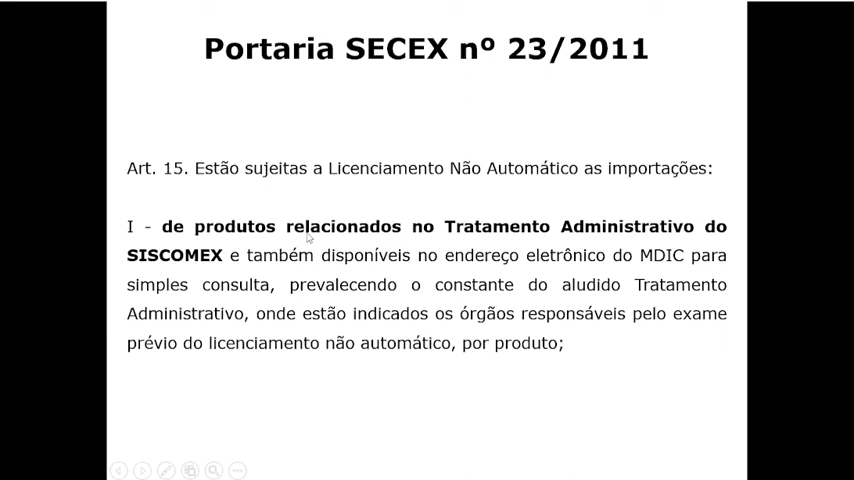 Portaria SECEX nº 23/2011
Art. 15. Estão sujeitas a Licenciamento Não Automático as importações:
I - de produtos relacionados no Tratamento Administrativo do
SISCOMEX e também disponíveis no endereço eletrônico do MDIC para
simples consulta, prevalecendo o constante do aludido Tratamento
Administrativo, onde estão indicados os órgãos responsáveis pelo exame
prévio do licenciamento não automático, por produto;